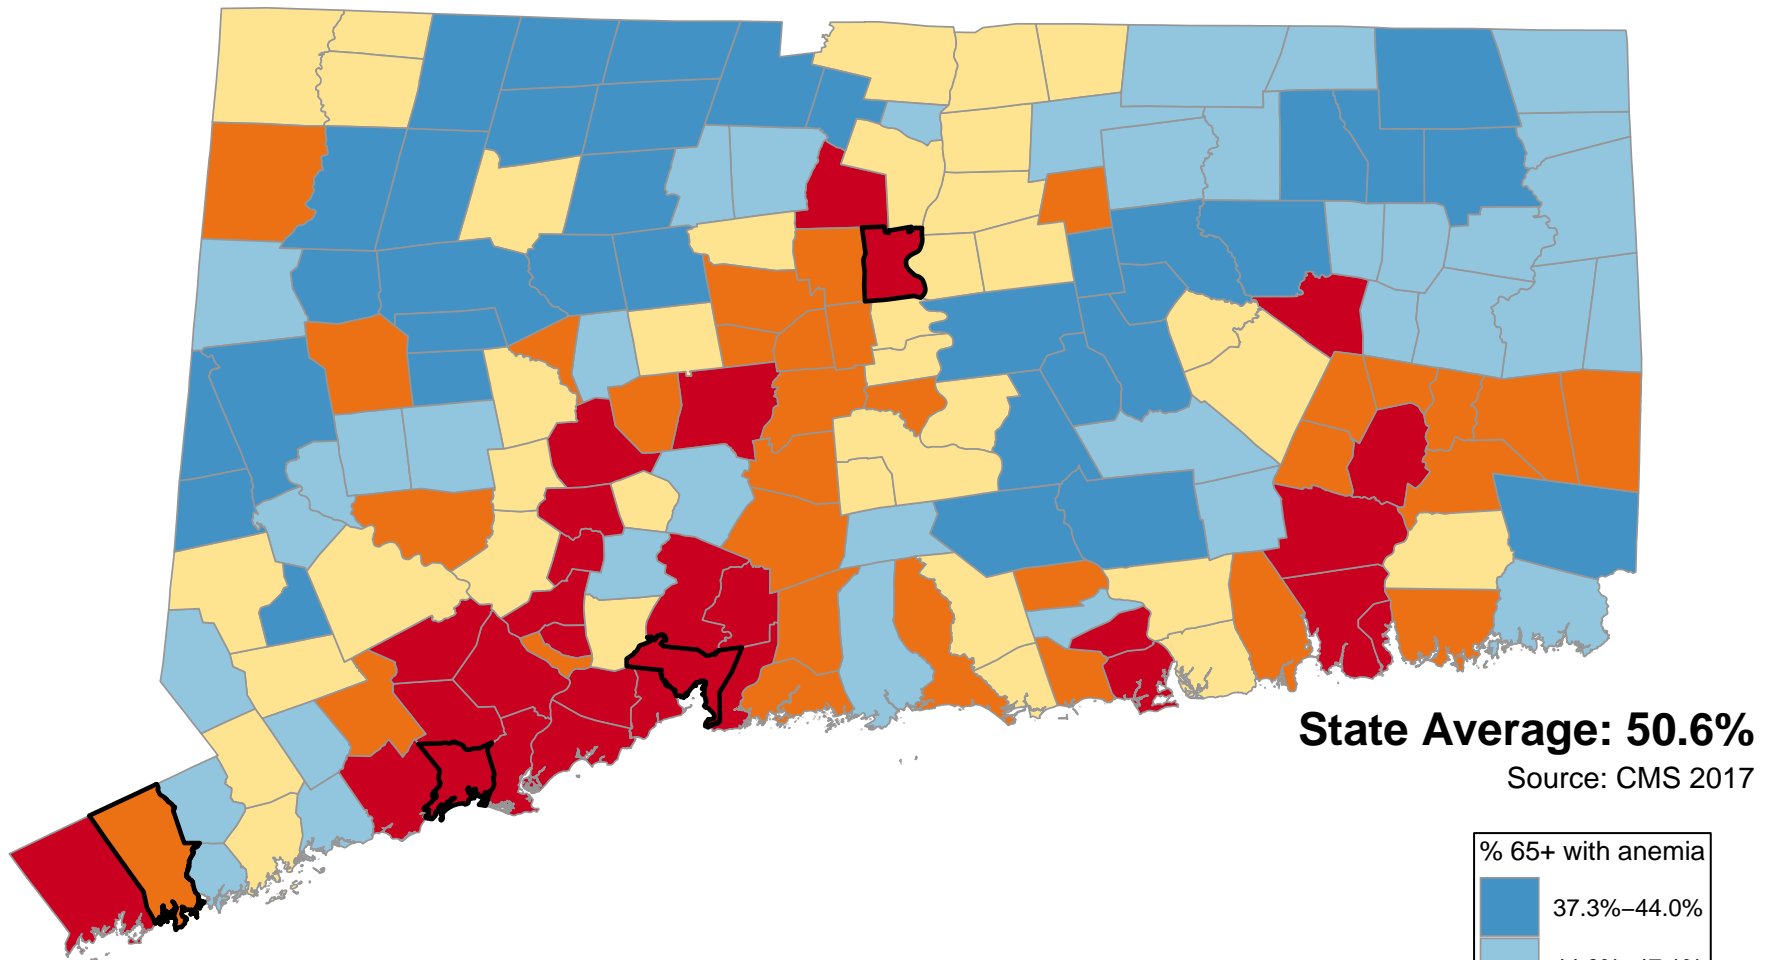 State Average: 50.6%
Source: CMS 2017
% 65+ with anemia
37.3%–44.0%